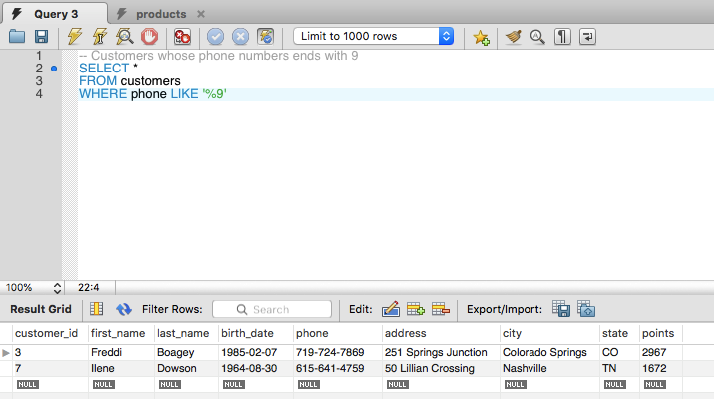 Query 3 products
Limit to 1000 rows
1 -- Customers whose phone numbers ends with 9
2 SELECT *
3 FROM customers
4 WHERE phone LIKE '%9'
100% 22:4
Result Grid Filter Rows: Search Edit: Export/Import:
customer_id first_name last_name birth_date phone address city state points
3 Freddi Boagey 1985-02-07 719-724-7869 251 Springs Junction Colorado Springs CO 2967
7 Ilene Dowson 1964-08-30 615-641-4759 50 Lillian Crossing Nashville TN 1672
NULL NULL NULL NULL NULL NULL NULL NULL NULL